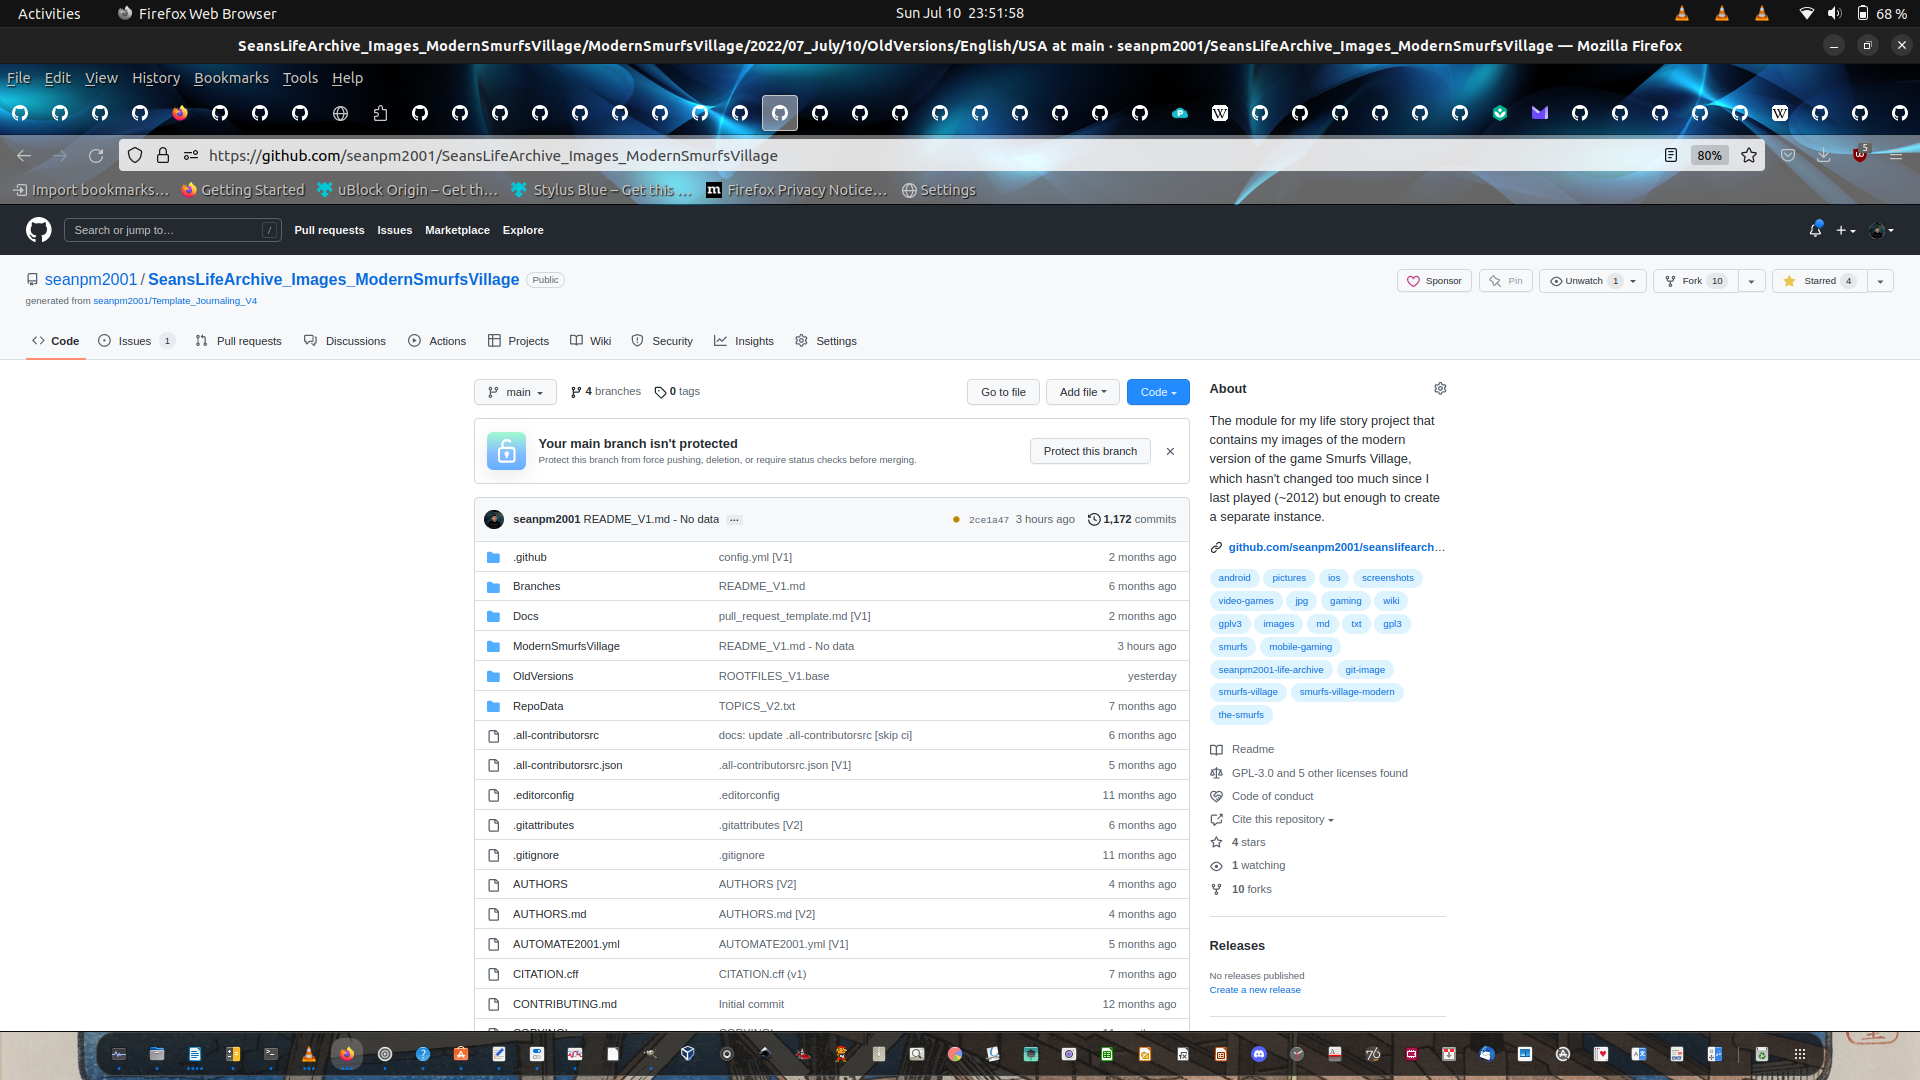 Activities Firefox Web Browser Sun Jul 10 23:51:58 68 %
SeansLifeArchive_Images_ModernSmurfsVillage/ModernSmurfsVillage/2022/07_July/10/OldVersions/English/USA at main · seanpm2001/SeansLifeArchive_Images_ModernSmurfsVillage — Mozilla Firefox
File Edit View History Bookmarks Tools Help
https://github.com/seanpm2001/SeansLifeArchive_Images_ModernSmurfsVillage 80% 5
Import bookmarks... Getting Started uBlock Origin – Get th... Stylus Blue – Get this ... Firefox Privacy Notice... Settings
Search or jump to... / Pull requests Issues Marketplace Explore
seanpm2001 / SeansLifeArchive_Images_ModernSmurfsVillage Public Sponsor Pin Unwatch 1 Fork 10 Starred 4
generated from seanpm2001/Template_Journaling_V4
Code Issues 1 Pull requests Discussions Actions Projects Wiki Security Insights Settings
main 4 branches 0 tags Go to file Add file Code
Your main branch isn't protected
Protect this branch from force pushing, deletion, or require status checks before merging.
Protect this branch
seanpm2001 README_V1.md - No data ... 2ce1a47 3 hours ago 1,172 commits
.github config.yml [V1] 2 months ago
Branches README_V1.md 6 months ago
Docs pull_request_template.md [V1] 2 months ago
ModernSmurfsVillage README_V1.md - No data 3 hours ago
OldVersions ROOTFILES_V1.base yesterday
RepoData TOPICS_V2.txt 7 months ago
.all-contributorsrc docs: update .all-contributorsrc [skip ci] 6 months ago
.all-contributorsrc.json .all-contributorsrc.json [V1] 5 months ago
.editorconfig .editorconfig 11 months ago
.gitattributes .gitattributes [V2] 6 months ago
.gitignore .gitignore 11 months ago
AUTHORS AUTHORS [V2] 4 months ago
AUTHORS.md AUTHORS.md [V2] 4 months ago
AUTOMATE2001.yml AUTOMATE2001.yml [V1] 5 months ago
CITATION.cff CITATION.cff (v1) 7 months ago
CONTRIBUTING.md Initial commit 12 months ago
About
The module for my life story project that
contains my images of the modern
version of the game Smurfs Village,
which hasn't changed too much since I
last played (~2012) but enough to create
a separate instance.
github.com/seanpm2001/seanslifearch...
android pictures ios screenshots
video-games jpg gaming wiki
gplv3 images md txt gpl3
smurfs mobile-gaming
seanpm2001-life-archive git-image
smurfs-village smurfs-village-modern
the-smurfs
Readme
GPL-3.0 and 5 other licenses found
Code of conduct
Cite this repository
4 stars
1 watching
10 forks
Releases
No releases published
Create a new release